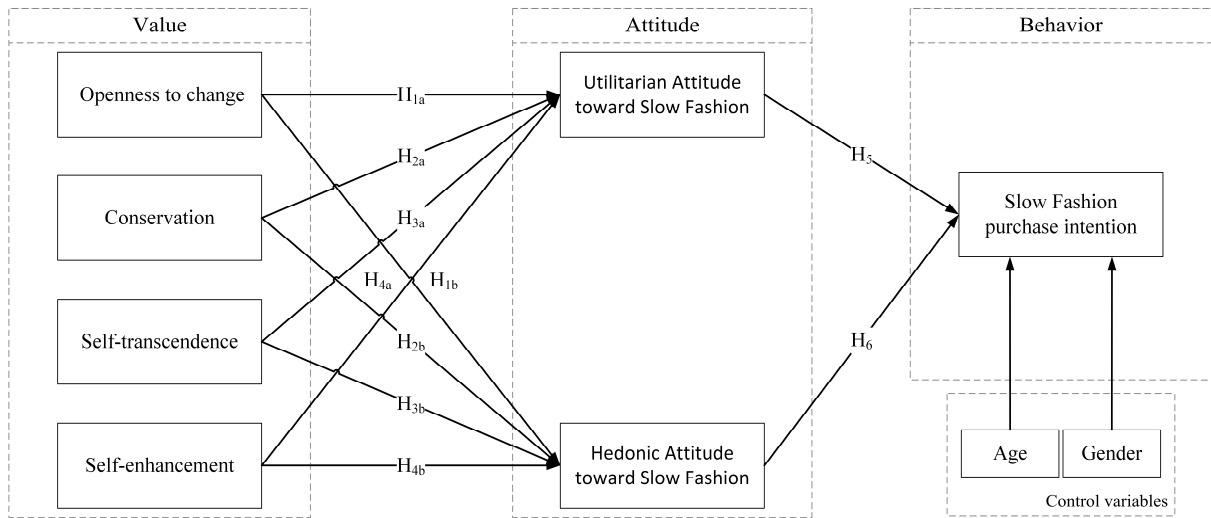 Value
Attitude
Behavior
Openness to change
Conservation
Self-transcendence
Self-enhancement
H1a
H2a
H3a
H4a
H1b
H2b
H3b
H4b
Utilitarian Attitude
toward Slow Fashion
Hedonic Attitude
toward Slow Fashion
H5
H6
Slow Fashion
purchase intention
Age
Gender
Control variables